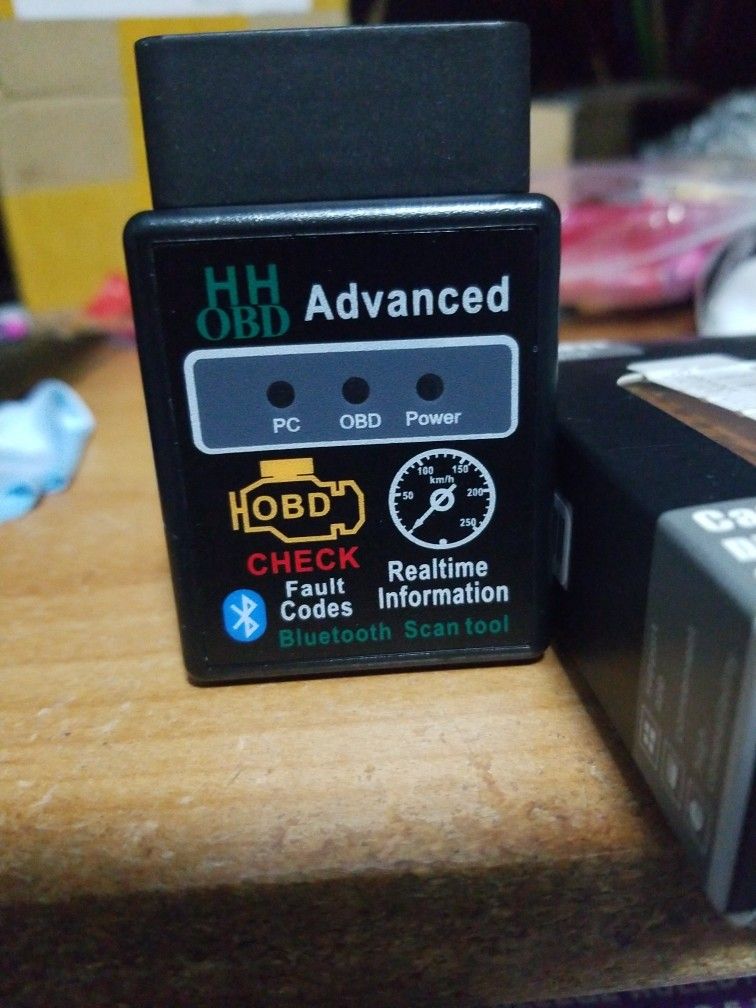 HH
OBD Advanced
PC OBD Power
OBD
CHECK
Fault
Codes
50 100 km/h 150 200 250
Realtime
Information
Bluetooth Scan tool